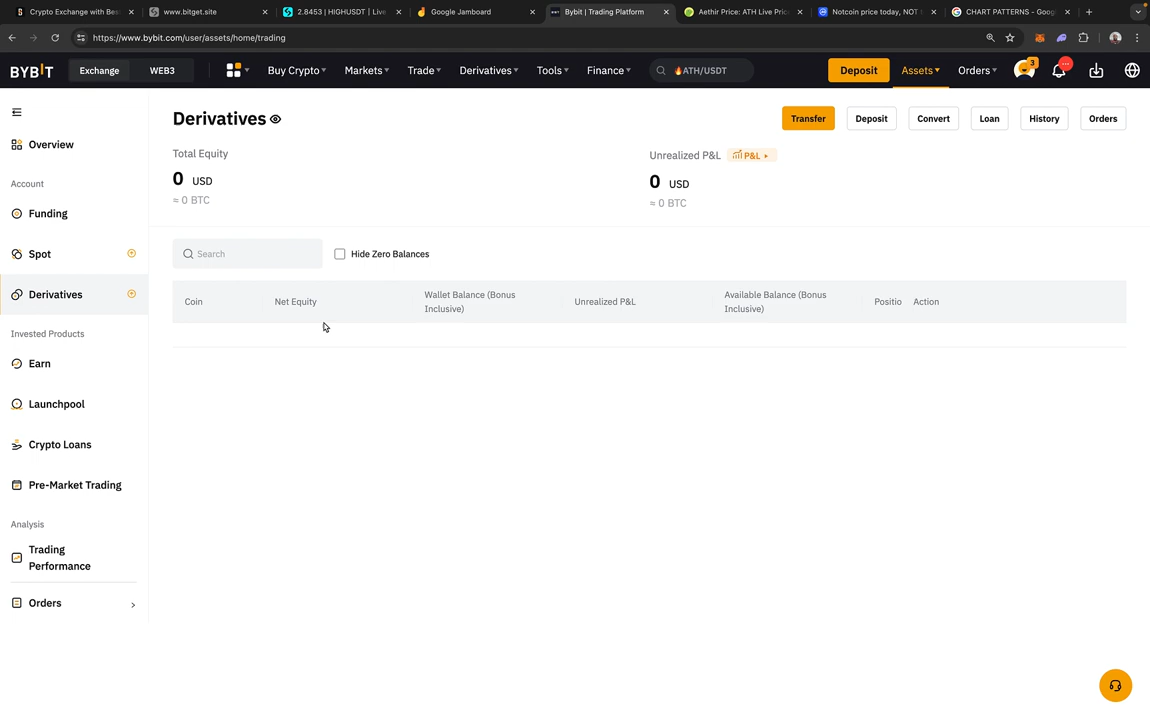 Crypto Exchange with Bes
www.bitget.site
2.8453 | HIGHUSDT | Live
Google Jamboard
Bybit | Trading Platform
Aethir Price: ATH Live Pric
Notcoin price today, NOT
CHART PATTERNS - Goog
https://www.bybit.com/user/assets/home/trading
BYBIT
Exchange
WEB3
Buy Crypto
Markets
Trade
Derivatives
Tools
Finance
ATH/USDT
Deposit
Assets
Orders
3
Overview
Account
Funding
Spot
Derivatives
Invested Products
Earn
Launchpool
Crypto Loans
Pre-Market Trading
Analysis
Trading
Performance
Orders
Derivatives
Transfer
Deposit
Convert
Loan
History
Orders
Total Equity
0 USD
≈ 0 BTC
Unrealized P&L
P&L
0 USD
≈ 0 BTC
Search
Hide Zero Balances
Coin
Net Equity
Wallet Balance (Bonus
Inclusive)
Unrealized P&L
Available Balance (Bonus
Inclusive)
Positio
Action